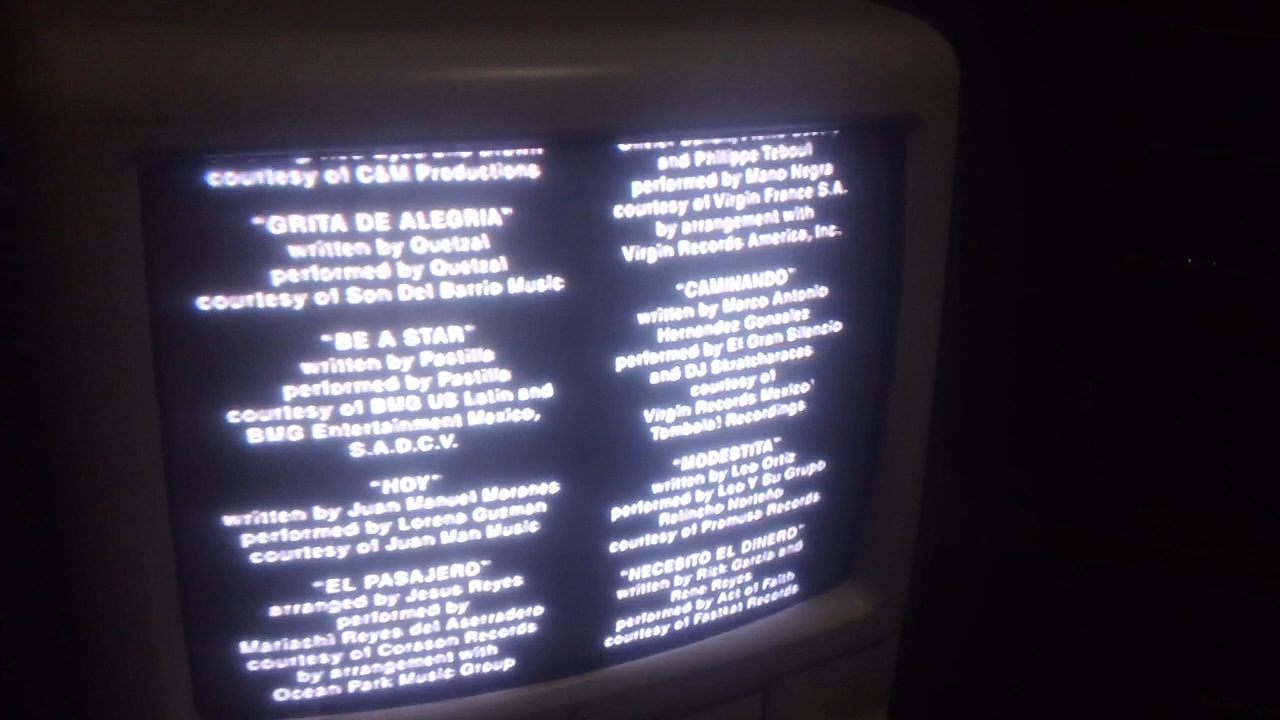 courtesy of C&M Productions
"GRITA DE ALEGRIA"
written by Quetzal
performed by Quetzal
courtesy of Son Del Barrio Music
"BE A STAR"
written by Pastilla
performed by Pastilla
courtesy of BMG US Latin and
BMG Entertainment Mexico,
S.A.D.C.V.
"HOY"
written by Juan Manuel Morones
performed by Lorena Guzman
courtesy of Juan Man Music
"EL PASAJERO"
arranged by Jesus Reyes
performed by
Mariachi Reyes del Aserradero
courtesy of Corason Records
by arrangement with
Ocean Park Music Group
and Philippe Teboul
performed by Mano Negra
courtesy of Virgin France S.A.
by arrangement with
Virgin Records America, Inc.
"CAMINANDO"
written by Marco Antonio
Hernandez Gonzalez
performed by El Gran Silencio
and DJ
courtesy of
Virgin Records Mexico/
Tombola! Recordings
"MODESTITA"
written by Leo Ortiz
performed by Leo Y Su Grupo
Relincho Norteño
courtesy of Promusa Records
"NECESITO EL DINERO"
written by Rick Garcia and
Rene Reyes
performed by Act of Faith
courtesy of Fastkat Records